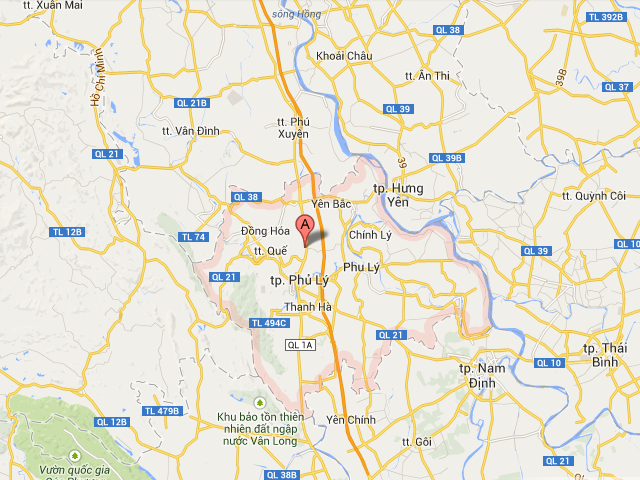 tt. Xuân Mai
sông Hồng
QL 38
TL 392B
Khoái Châu
tt. Ân Thi
39B
QL 37
Hồ Chí Minh
QL 21B
QL 39
tt. Phú
Xuyên
tt. Vân Đình
QL 21
39
QL 39B
QL 38
tp. Hưng
Yên
tt. Quỳnh Côi
Yên Bắc
TL 12B
TL 74
Đồng Hóa
A
Chính Lý
QL 39
QL 10
tt. Quế
Phu Lý
QL 21
tp. Phủ Lý
Thanh Hà
TL 494C
QL 21
QL 1A
tp. Thái
Bình
QL 10
tp. Nam
Định
TL 479B
QL 12B
Khu bảo tồn thiên
nhiên đất ngập
nước Vân Long
Yên Chính
tt. Gôi
Vườn quốc gia
QL 38B
QL 21